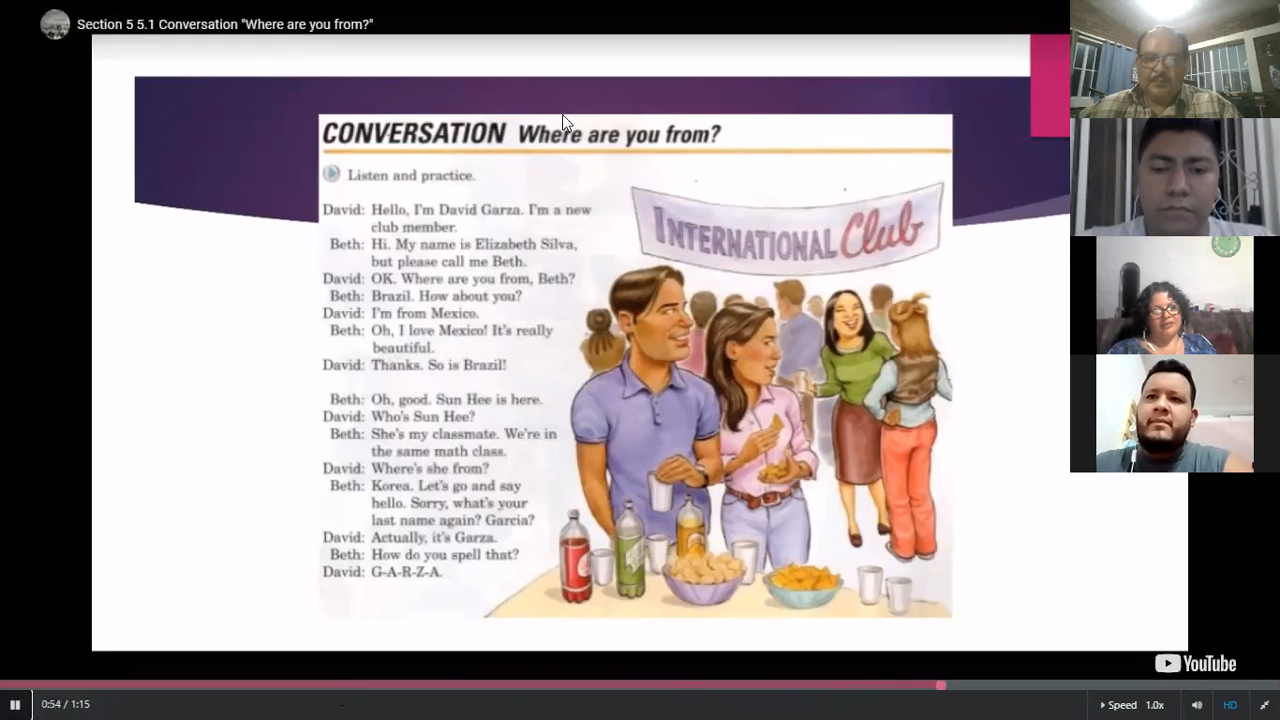 Section 5 5.1 Conversation "Where are you from?"
CONVERSATION Where are you from?
Listen and practice.
David: Hello, I'm David Garza. I'm a new
club member.
Beth: Hi. My name is Elizabeth Silva,
but please call me Beth.
David: OK. Where are you from, Beth?
Beth: Brazil. How about you?
David: I'm from Mexico.
Beth: Oh, I love Mexico! It's really
beautiful.
David: Thanks. So is Brazil!
Beth: Oh, good. Sun Hee is here.
David: Who's Sun Hee?
Beth: She's my classmate. We're in
the same math class.
David: Where's she from?
Beth: Korea. Let's go and say
hello. Sorry, what's your
last name again? Garcia?
David: Actually, it's Garza.
Beth: How do you spell that?
David: G-A-R-Z-A.
INTERNATIONAL Club
YouTube
0:54 / 1:15
Speed 1.0x
HD